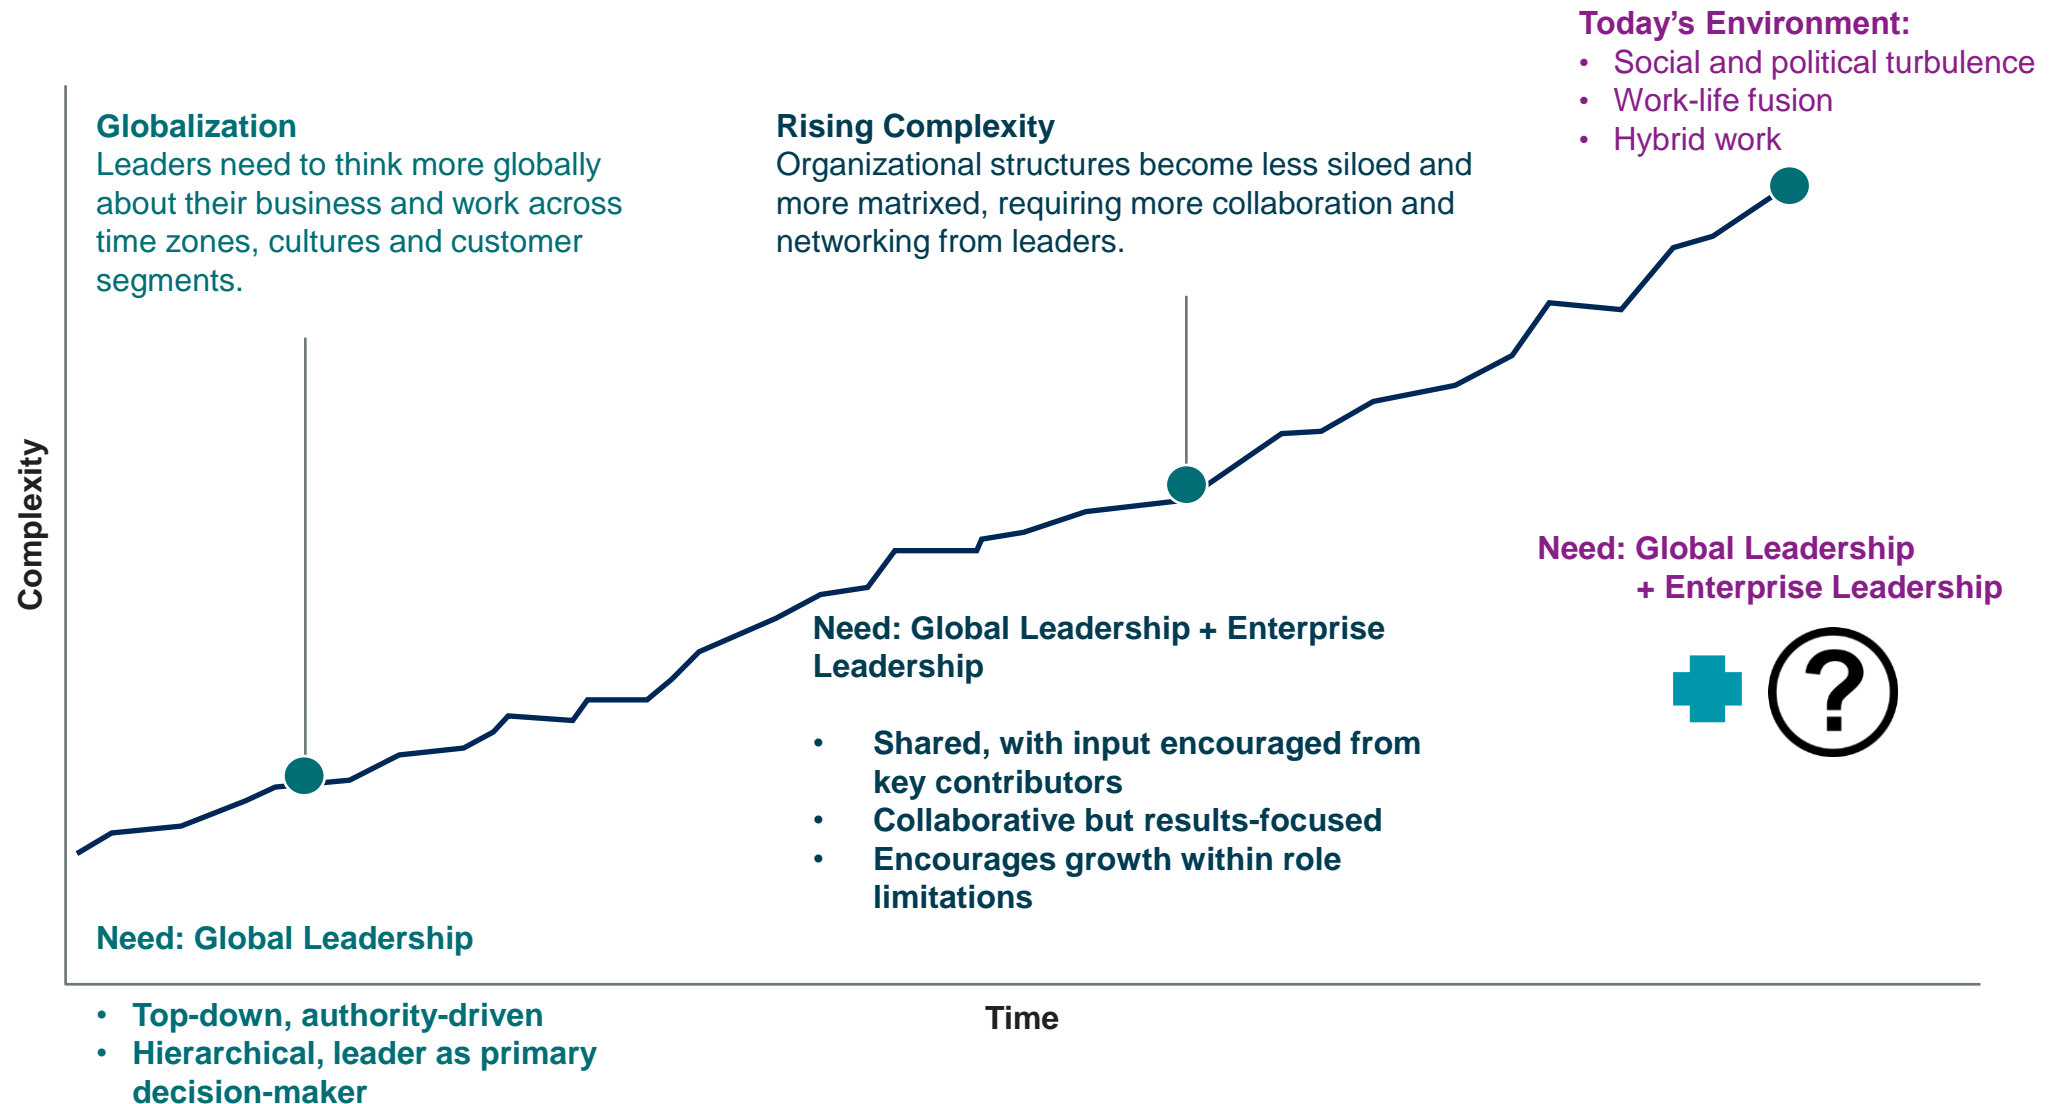 Today’s Environment:
• Social and political turbulence
• Work-life fusion
• Hybrid work
Globalization
Leaders need to think more globally
about their business and work across
time zones, cultures and customer
segments.
Rising Complexity
Organizational structures become less siloed and
more matrixed, requiring more collaboration and
networking from leaders.
Complexity
Need: Global Leadership
+ Enterprise Leadership
?
Need: Global Leadership + Enterprise
Leadership
• Shared, with input encouraged from
key contributors
• Collaborative but results-focused
• Encourages growth within role
limitations
Need: Global Leadership
• Top-down, authority-driven
• Hierarchical, leader as primary
decision-maker
Time